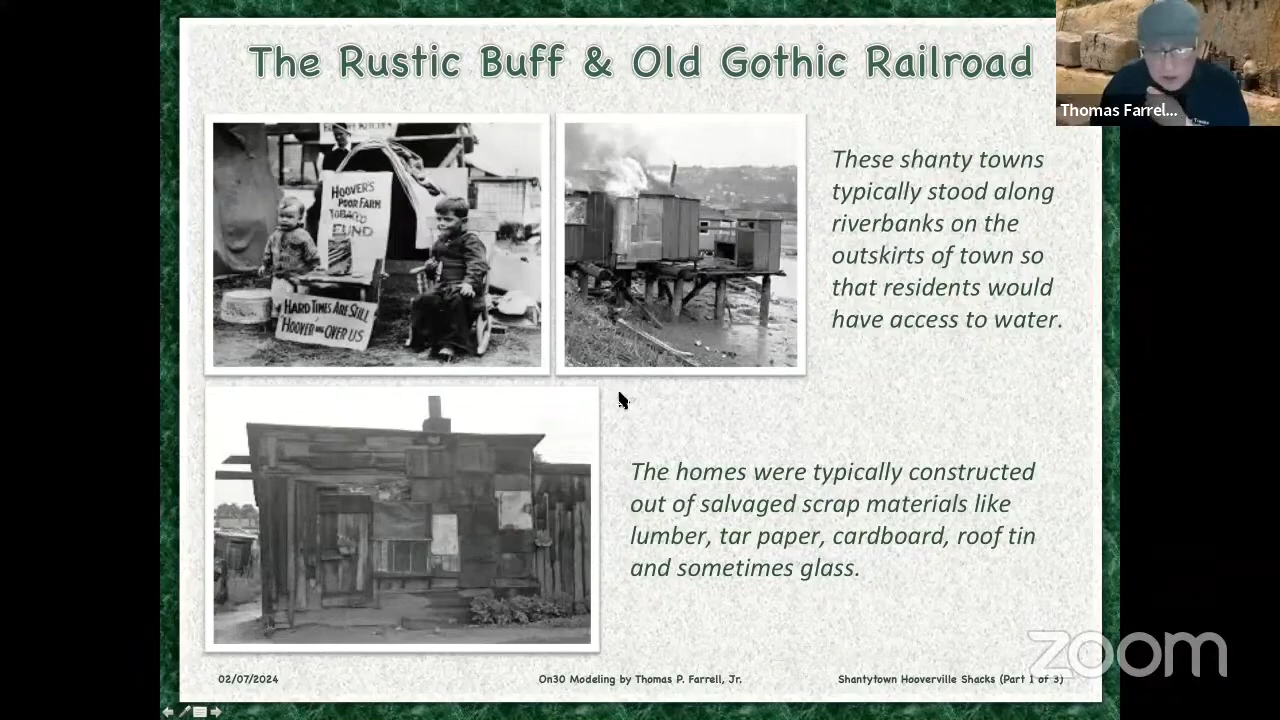 The Rustic Buff & Old Gothic Railroad
Thomas Farrel...
HOOVER'S
POOR FARM
FUND
HARD TIMES ARE STILL
HOOVER-ING OVER US
These shanty towns
typically stood along
riverbanks on the
outskirts of town so
that residents would
have access to water.
The homes were typically constructed
out of salvaged scrap materials like
lumber, tar paper, cardboard, roof tin
and sometimes glass.
zoom
02/07/2024
On30 Modeling by Thomas P. Farrell, Jr.
Shantytown Hooverville Shacks (Part 1 of 3)